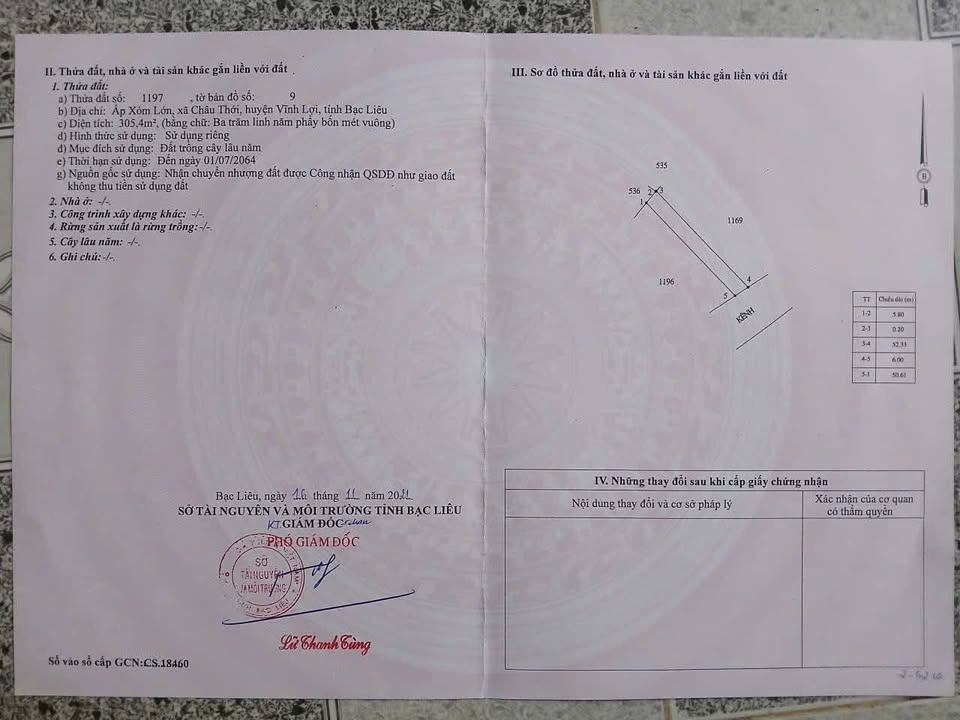 II. Thửa đất, nhà ở và tài sản khác gắn liền với đất
1. Thửa đất:
a) Thửa đất số: 1197 , tờ bản đồ số: 9
b) Địa chỉ: Ấp Xóm Lớn, xã Châu Thới, huyện Vĩnh Lợi, tỉnh Bạc Liêu
c) Diện tích: 305,4m², (bằng chữ: Ba trăm linh năm phẩy bốn mét vuông)
d) Hình thức sử dụng: Sử dụng riêng
đ) Mục đích sử dụng: Đất trồng cây lâu năm
e) Thời hạn sử dụng: Đến ngày 01/07/2064
g) Nguồn gốc sử dụng: Nhận chuyển nhượng đất được Công nhận QSDĐ như giao đất
không thu tiền sử dụng đất
2. Nhà ở: -/-.
3. Công trình xây dựng khác: -/-.
4. Rừng sản xuất là rừng trồng:-/-.
5. Cây lâu năm: -/-.
6. Ghi chú:-/-.
Bạc Liêu, ngày 16 tháng 11 năm 2021
SỞ TÀI NGUYÊN VÀ MÔI TRƯỜNG TỈNH BẠC LIÊU
KT.GIÁM ĐỐC
PHÓ GIÁM ĐỐC
SỞ
TÀI NGUYÊN
VÀ MÔI TRƯỜNG
Lữ Thanh Tùng
Số vào sổ cấp GCN:CS.18460
III. Sơ đồ thửa đất, nhà ở và tài sản khác gắn liền với đất
B
535
536 2 3
1
1169
1196
4
5
KÊNH
TT Chiều dài (m)
1-2 5.80
2-3 0.20
3-4 52.33
4-5 6.00
5-1 50.61
IV. Những thay đổi sau khi cấp giấy chứng nhận
Nội dung thay đổi và cơ sở pháp lý
Xác nhận của cơ quan
có thẩm quyền